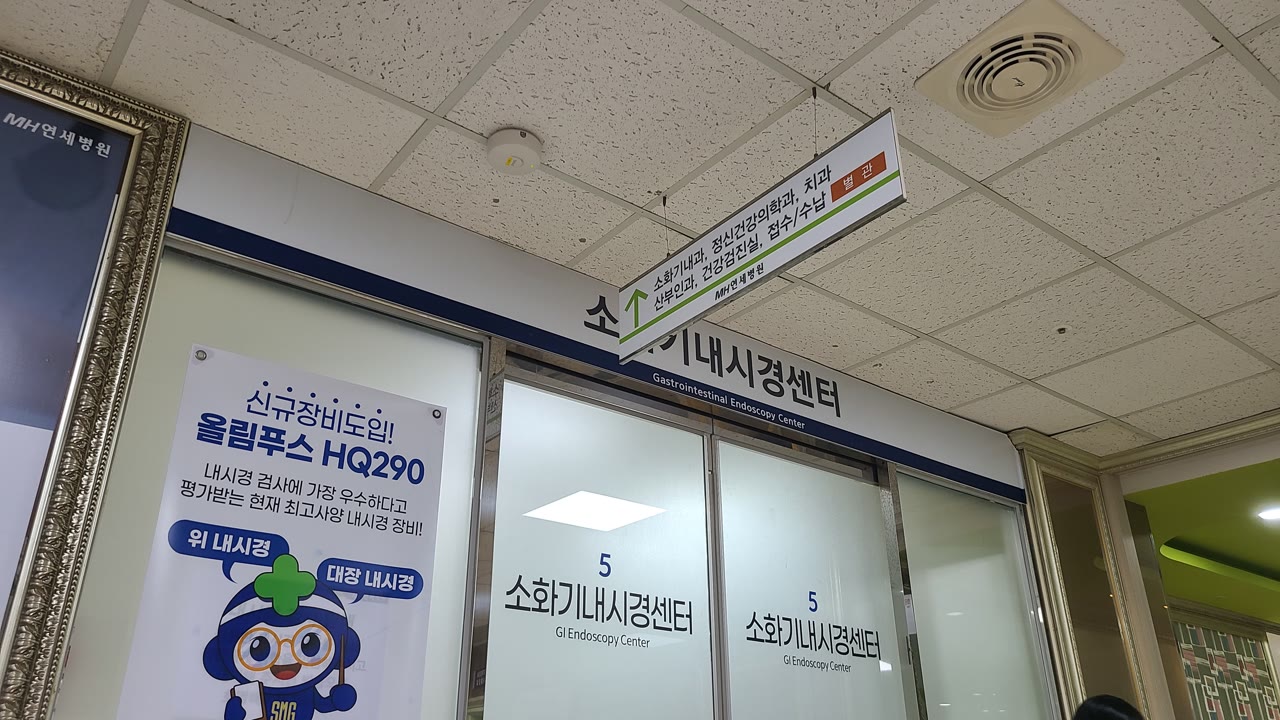 MH연세병원
소화기내과, 정신건강의학과, 치과
산부인과, 건강검진실, 접수/수납
별관
MH연세병원
기내시경센터
Gastrointestinal Endoscopy Center
신규장비도입!
올림푸스 HQ290
내시경 검사에 가장 우수하다고
평가받는 현재 최고사양 내시경 장비!
위 내시경
대장 내시경
SMG
5
소화기내시경센터
GI Endoscopy Center
5
소화기내시경센터
GI Endoscopy Center